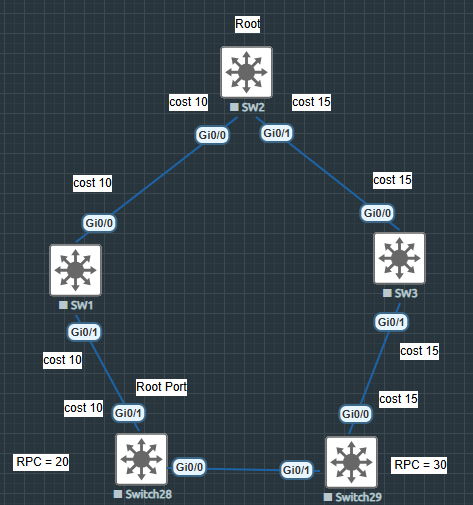 Root
SW2
cost 10
cost 15
Gi0/0
Gi0/1
cost 10
cost 15
Gi0/0
Gi0/0
SW1
SW3
Gi0/1
Gi0/1
cost 10
cost 15
Root Port
cost 10
cost 15
Gi0/1
Gi0/0
RPC = 20
Gi0/0
Gi0/1
RPC = 30
Switch28
Switch29